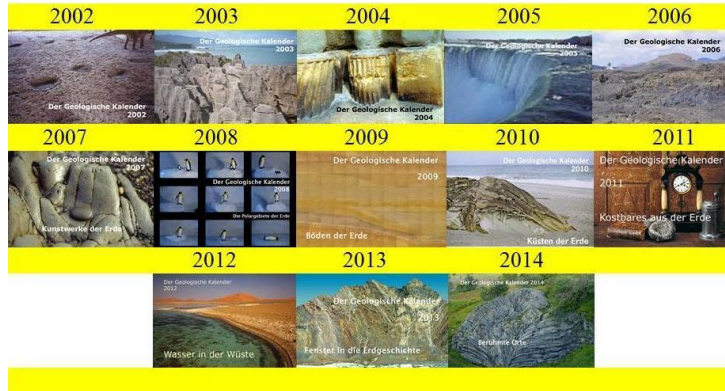 2002 2003 2004 2005 2006
Der Geologische Kalender
2002
Der Geologische Kalender
2003
Der Geologische Kalender
2004
Der Geologische Kalender
2005
Der Geologische Kalender
2006
2007 2008 2009 2010 2011
Der Geologische Kalender
2007
Kunstwerke der Erde
Der Geologische Kalender
2008
Die Polargebiete der Erde
Der Geologische Kalender
2009
Böden der Erde
Der Geologische Kalender
2010
Küsten der Erde
Der Geologische Kalender
2011
Kostbares aus der Erde
2012 2013 2014
Der Geologische Kalender
2012
Wasser in der Wüste
Der Geologische Kalender
2013
Fenster in die Erdgeschichte
Der Geologische Kalender 2014
Berühmte Orte